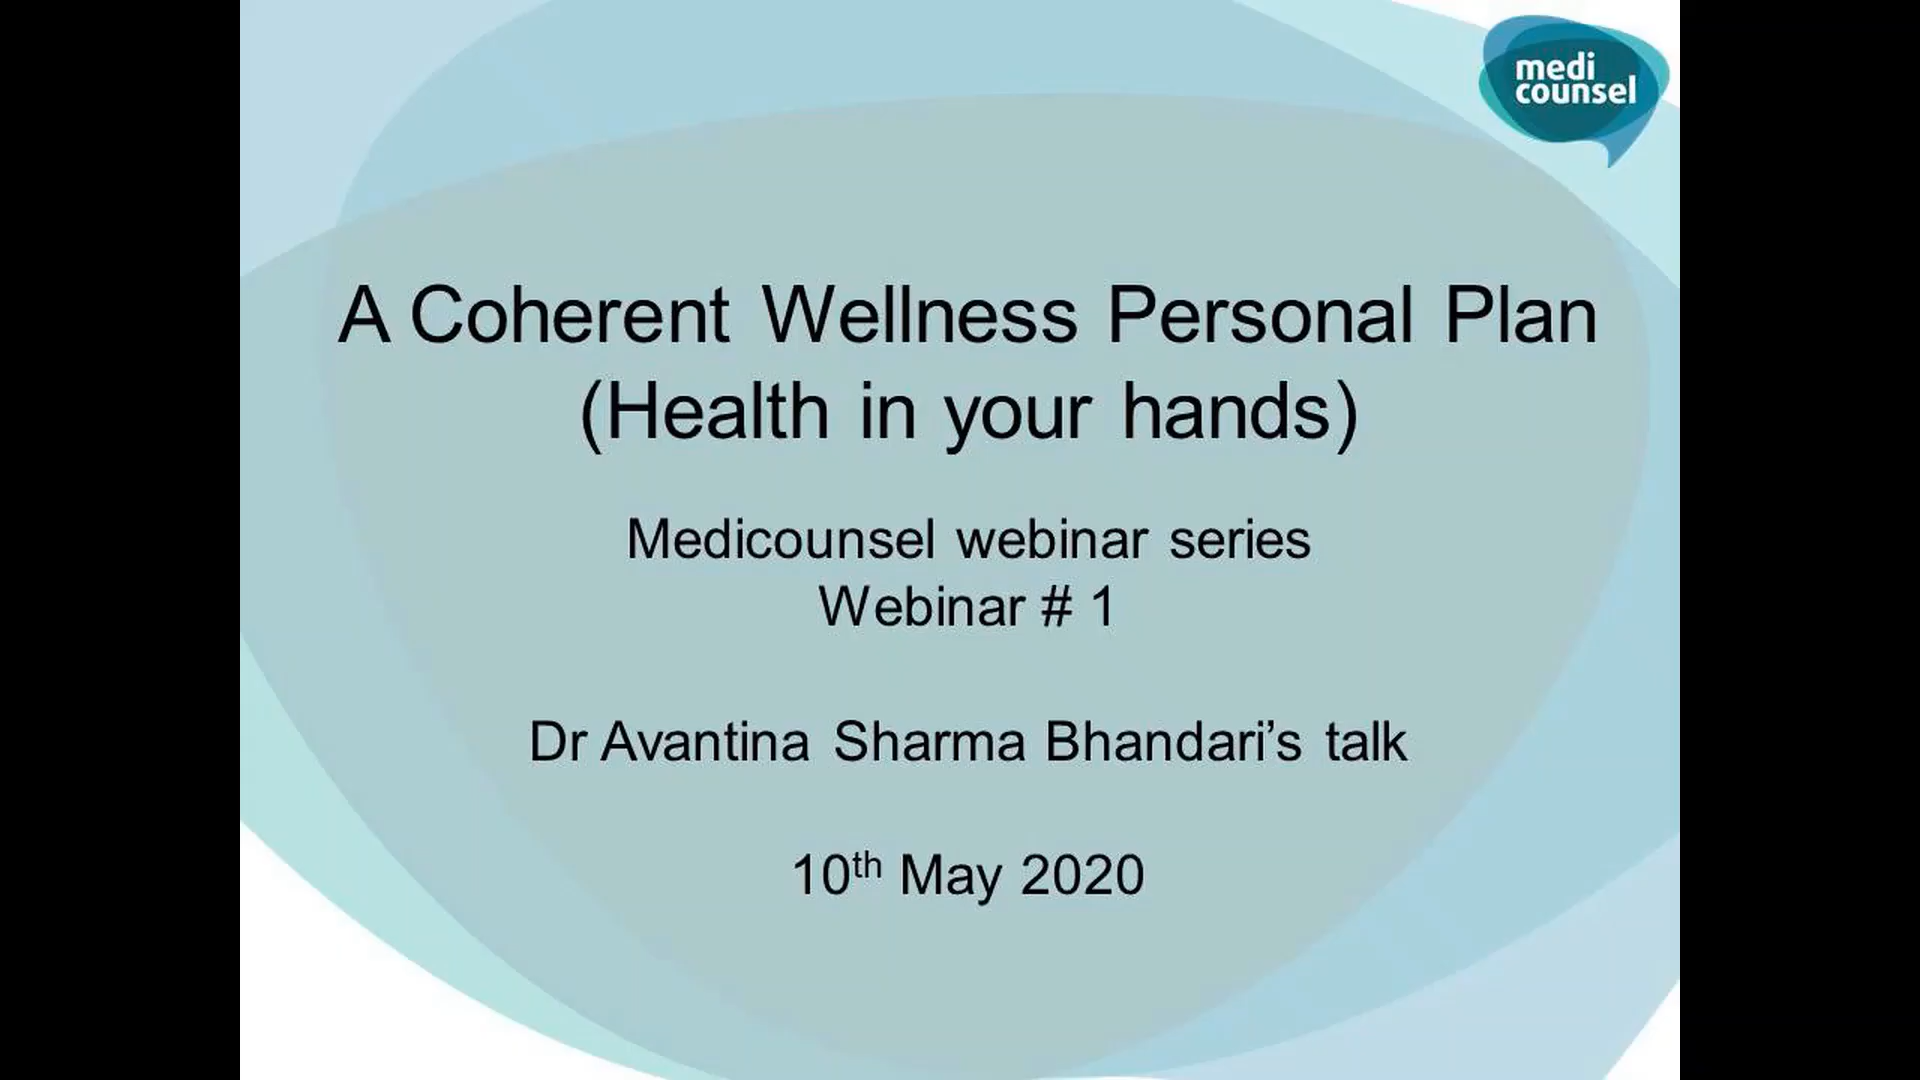 medi
counsel
A Coherent Wellness Personal Plan
(Health in your hands)
Medicounsel webinar series
Webinar # 1
Dr Avantina Sharma Bhandari’s talk
10th May 2020